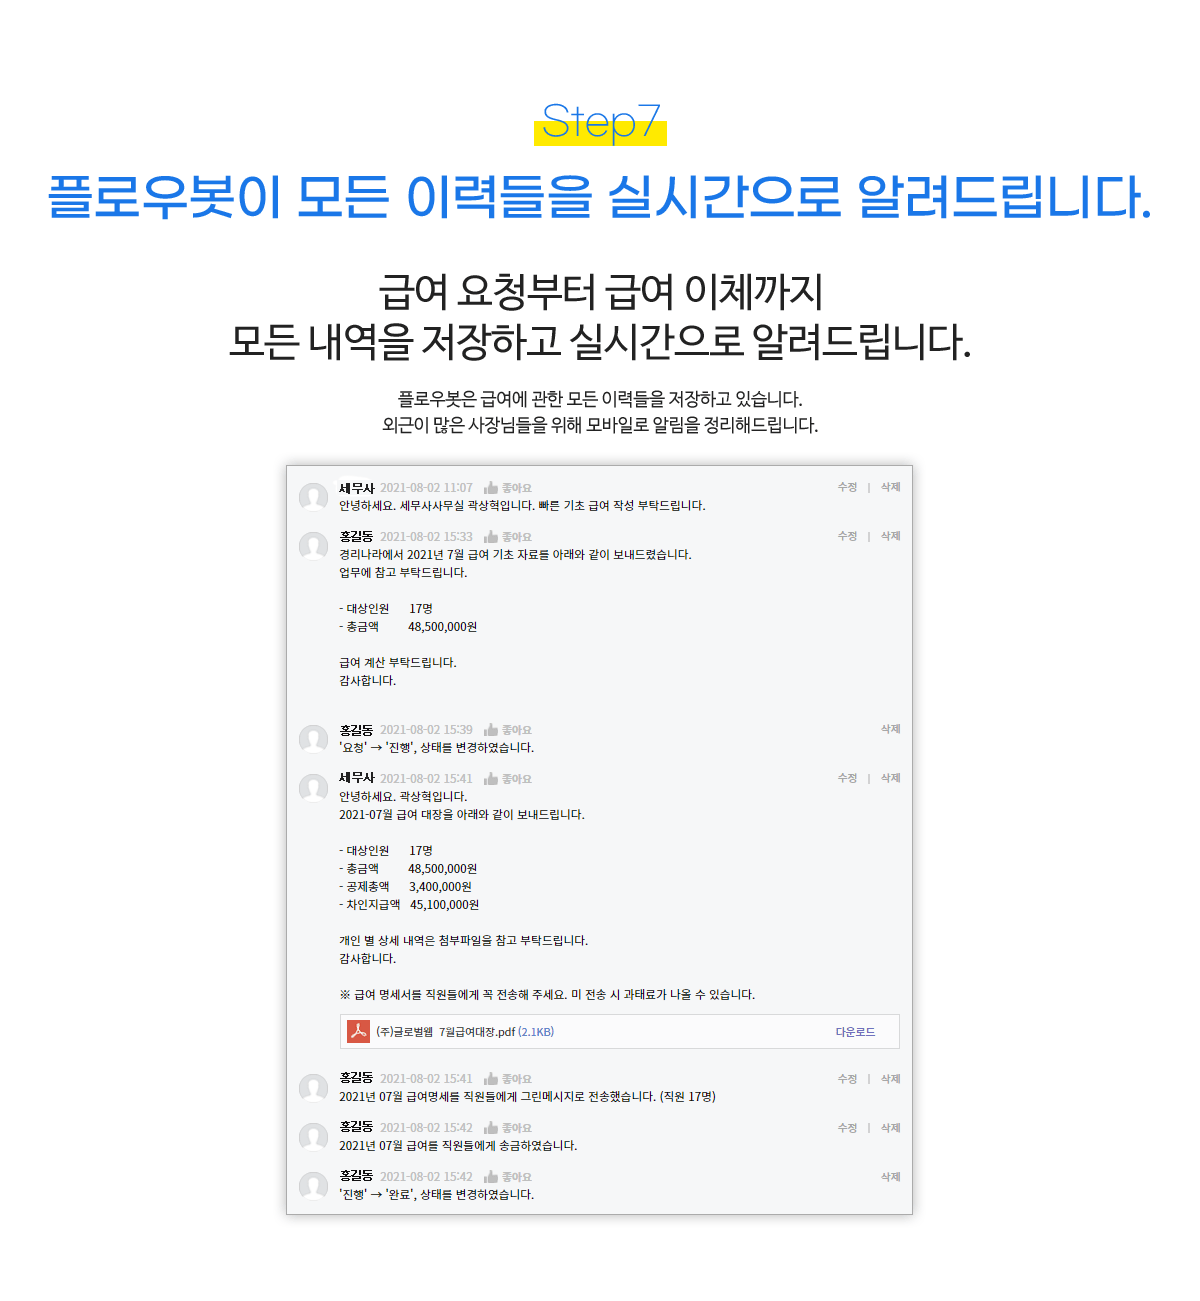 Step7
플로우봇이 모든 이력들을 실시간으로 알려드립니다.
급여 요청부터 급여 이체까지
모든 내역을 저장하고 실시간으로 알려드립니다.
플로우봇은 급여에 관한 모든 이력들을 저장하고 있습니다.
외근이 많은 사장님들을 위해 모바일로 알림을 정리해드립니다.
세무사 2021-08-02 11:07 좋아요 수정 | 삭제
안녕하세요. 세무사사무실 곽상혁입니다. 빠른 기초 급여 작성 부탁드립니다.
홍길동 2021-08-02 15:33 좋아요 수정 | 삭제
경리나라에서 2021년 7월 급여 기초 자료를 아래와 같이 보내드렸습니다.
업무에 참고 부탁드립니다.
- 대상인원 17명
- 총금액 48,500,000원
급여 계산 부탁드립니다.
감사합니다.
홍길동 2021-08-02 15:39 좋아요 삭제
'요청' → '진행', 상태를 변경하였습니다.
세무사 2021-08-02 15:41 좋아요 수정 | 삭제
안녕하세요. 곽상혁입니다.
2021-07월 급여 대장을 아래와 같이 보내드립니다.
- 대상인원 17명
- 총금액 48,500,000원
- 공제총액 3,400,000원
- 차인지급액 45,100,000원
개인 별 상세 내역은 첨부파일을 참고 부탁드립니다.
감사합니다.
※ 급여 명세서를 직원들에게 꼭 전송해 주세요. 미 전송 시 과태료가 나올 수 있습니다.
(주)글로벌웹 7월급여대장.pdf (2.1KB) 다운로드
홍길동 2021-08-02 15:41 좋아요 수정 | 삭제
2021년 07월 급여명세를 직원들에게 그린메시지로 전송했습니다. (직원 17명)
홍길동 2021-08-02 15:42 좋아요 수정 | 삭제
2021년 07월 급여를 직원들에게 송금하였습니다.
홍길동 2021-08-02 15:42 좋아요 삭제
'진행' → '완료', 상태를 변경하였습니다.